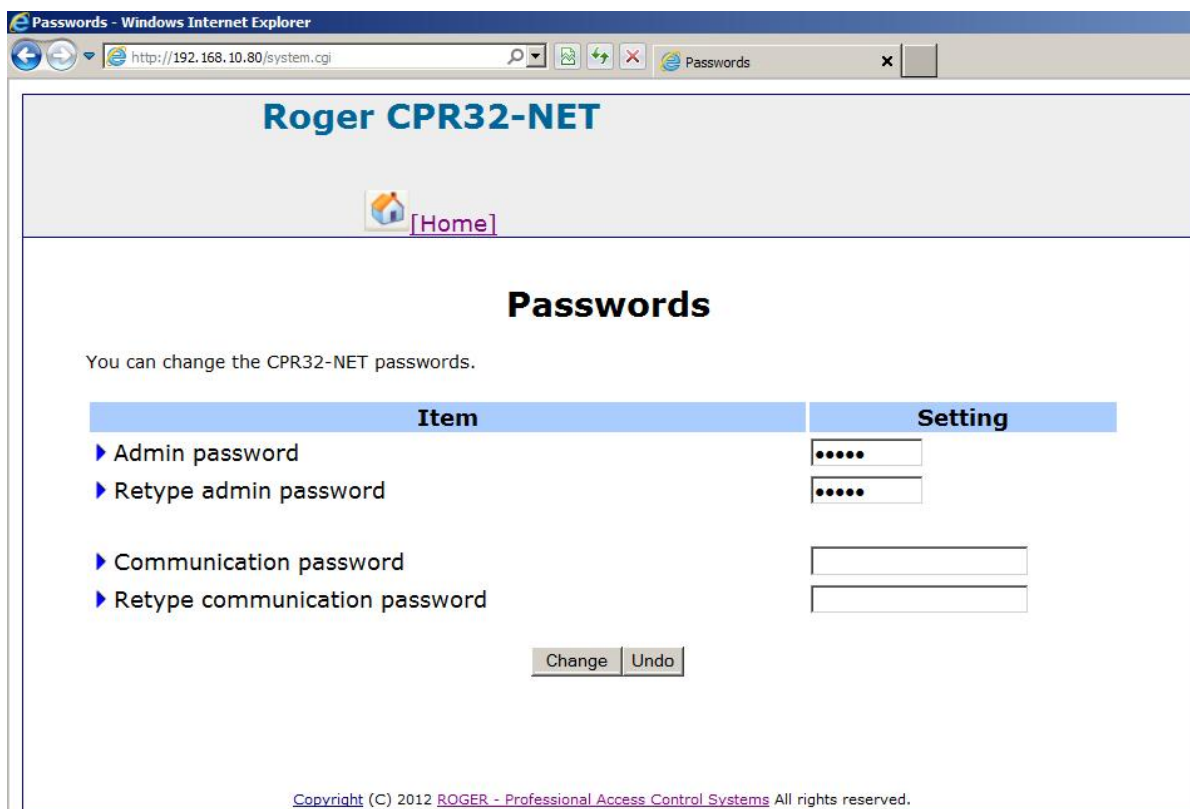 Passwords - Windows Internet Explorer
http://192.168.10.80/system.cgi
Passwords
Roger CPR32-NET
[Home]
Passwords
You can change the CPR32-NET passwords.
Item Setting
Admin password •••••
Retype admin password •••••
Communication password
Retype communication password
Change Undo
Copyright (C) 2012 ROGER - Professional Access Control Systems All rights reserved.